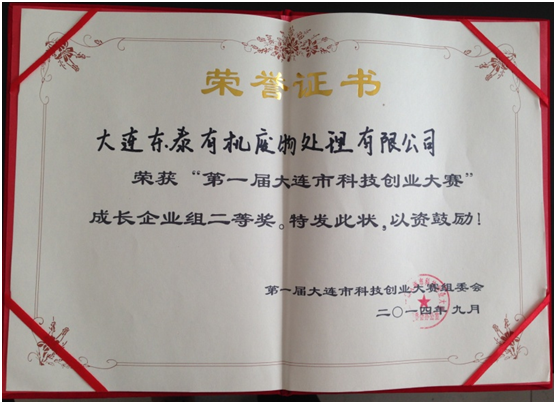 荣誉证书
大连东泰有机废物处理有限公司
荣获“第一届大连市科技创业大赛”
成长企业组二等奖。特发此状,以资鼓励!
第一届大连市科技创业大赛组委会
二〇一四年九月